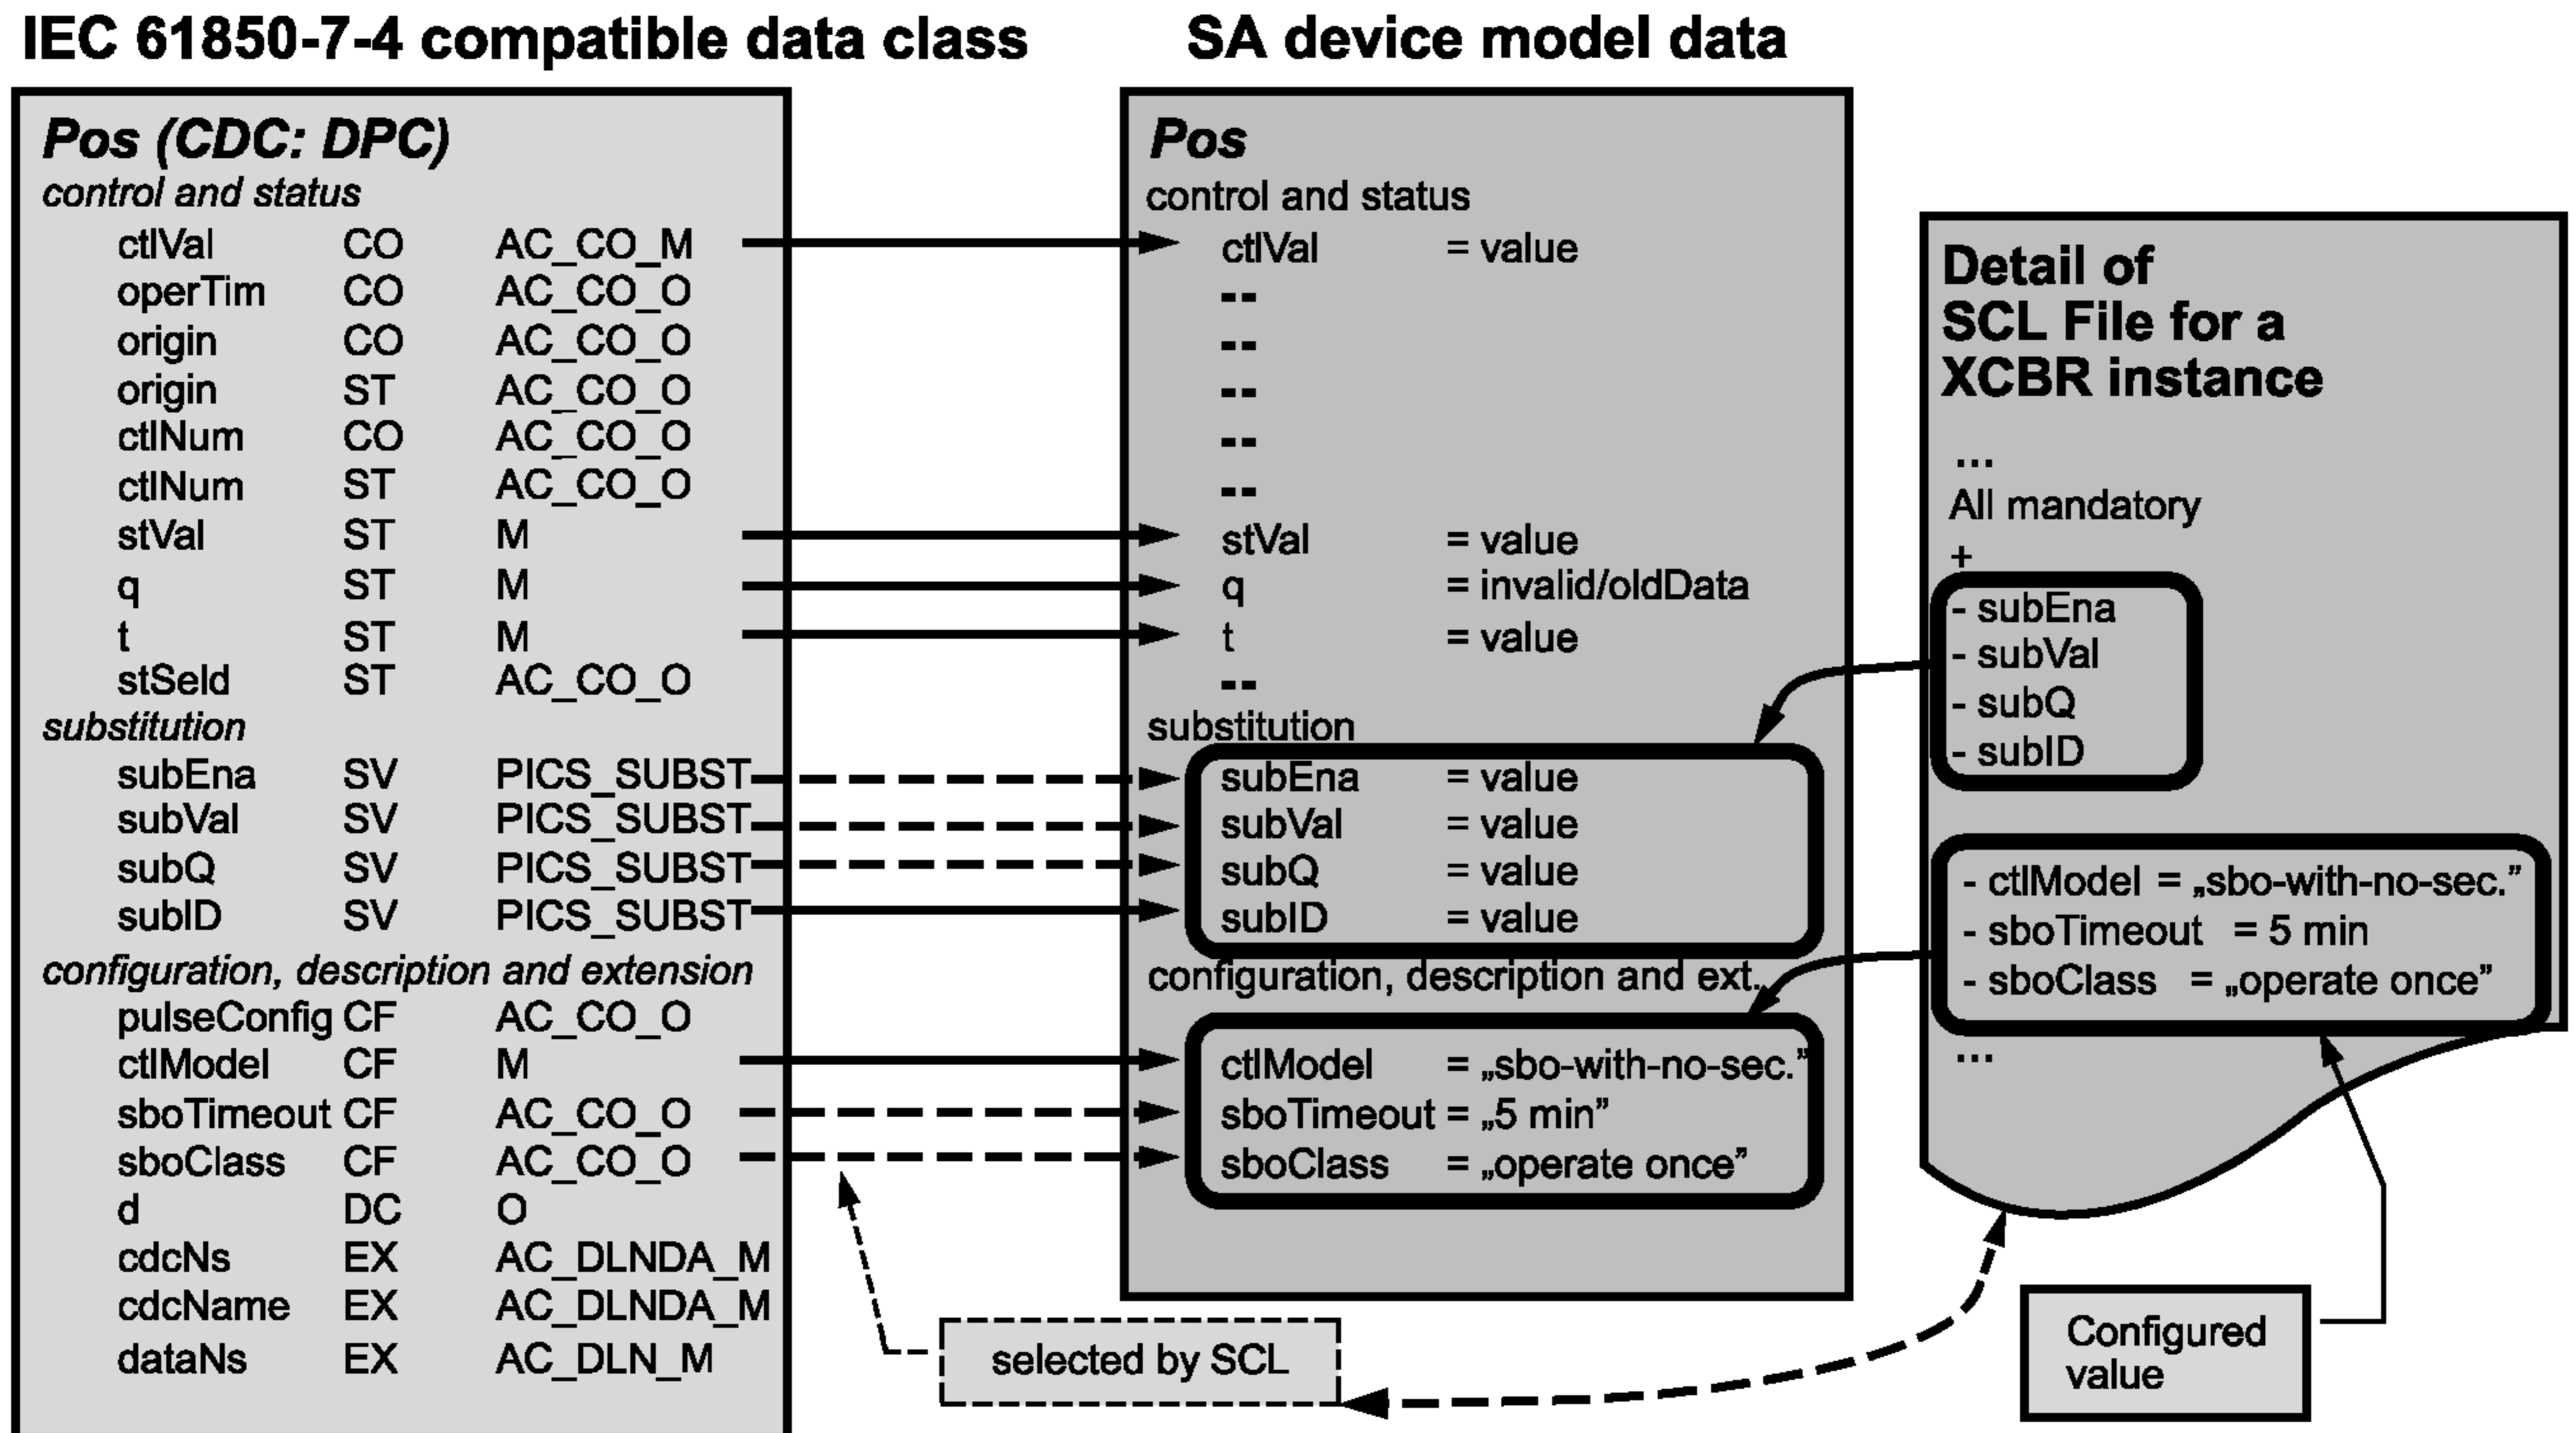 IEC 61850-7-4 compatible data class
Pos (CDC: DPC)
control and status
ctlVal CO AC_CO_M
operTim CO AC_CO_O
origin CO AC_CO_O
origin ST AC_CO_O
ctlNum CO AC_CO_O
ctlNum ST AC_CO_O
stVal ST M
q ST M
t ST M
stSeld ST AC_CO_O
substitution
subEna SV PICS_SUBST
subVal SV PICS_SUBST
subQ SV PICS_SUBST
subID SV PICS_SUBST
configuration, description and extension
pulseConfig CF AC_CO_O
ctlModel CF M
sboTimeout CF AC_CO_O
sboClass CF AC_CO_O
d DC O
cdcNs EX AC_DLNDA_M
cdcName EX AC_DLNDA_M
dataNs EX AC_DLN_M
SA device model data
Pos
control and status
ctlVal = value
--
--
--
--
--
stVal = value
q = invalid/oldData
t = value
--
substitution
subEna = value
subVal = value
subQ = value
subID = value
configuration, description and ext.
ctlModel = „sbo-with-no-sec.”
sboTimeout = „5 min”
sboClass = „operate once”
selected by SCL
Detail of
SCL File for a
XCBR instance
...
All mandatory
+
- subEna
- subVal
- subQ
- subID
- ctlModel = „sbo-with-no-sec.”
- sboTimeout = 5 min
- sboClass = „operate once”
...
Configured
value